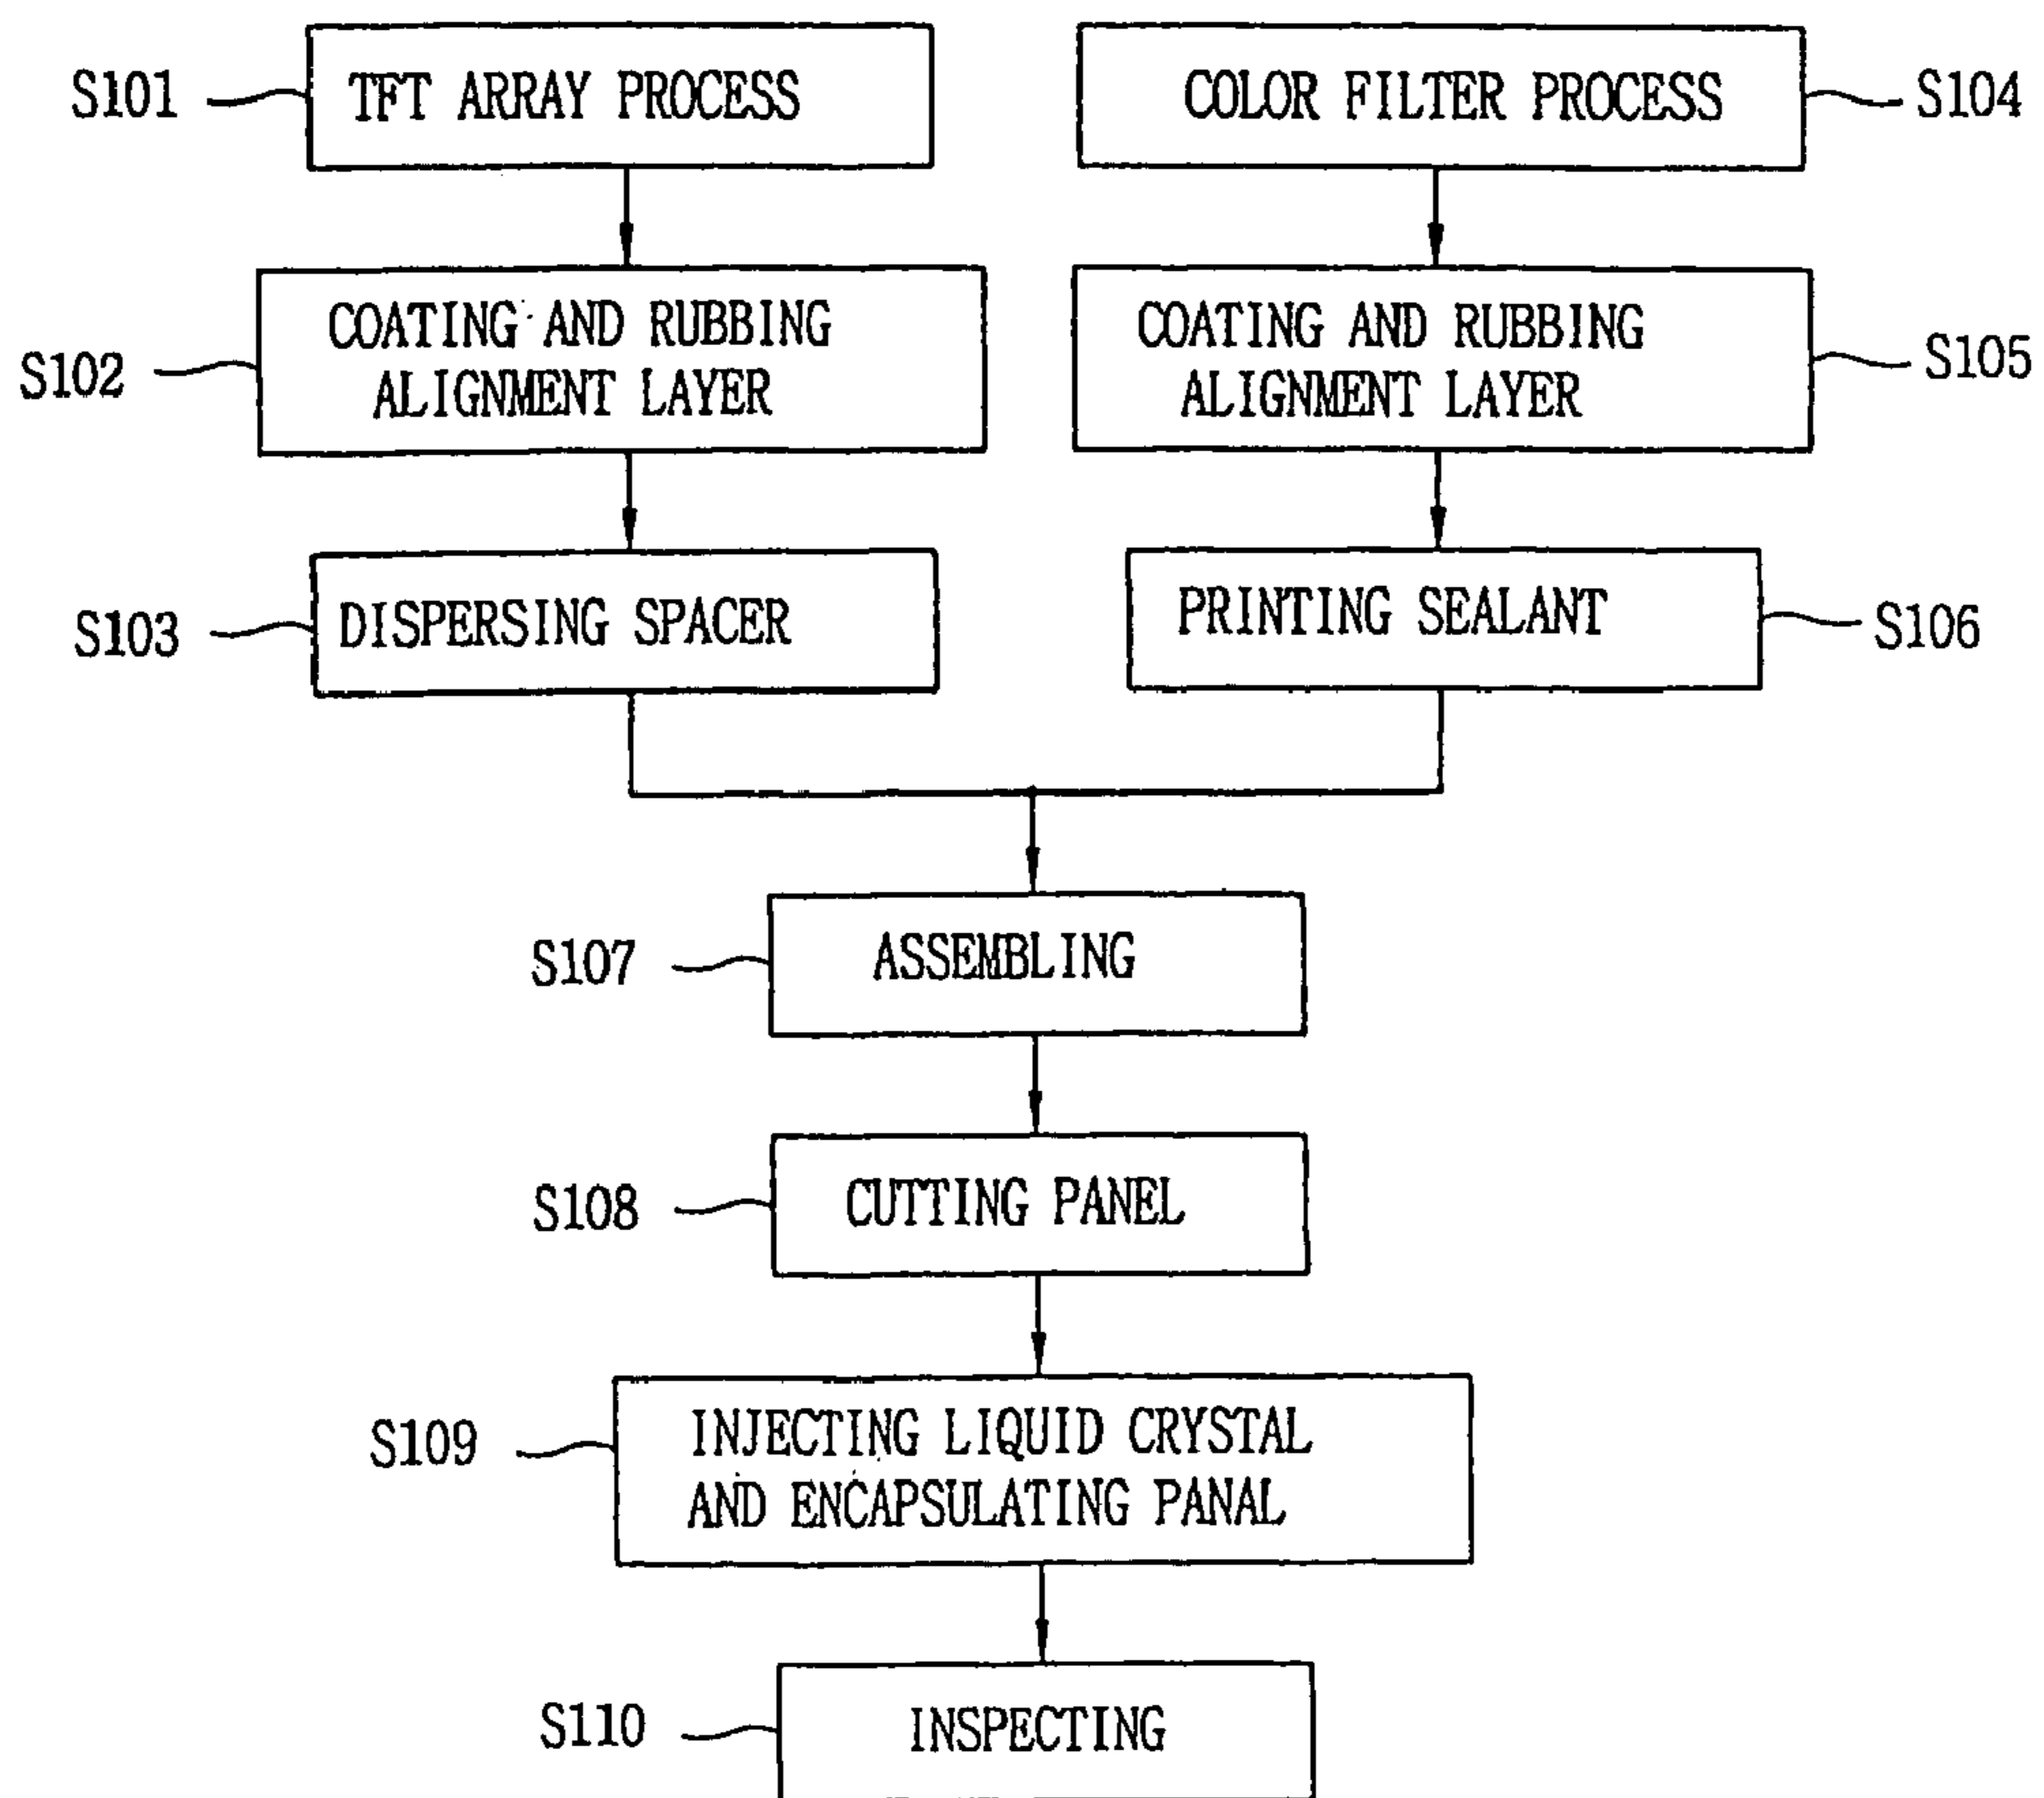 S101
TFT ARRAY PROCESS
COLOR FILTER PROCESS
S104
S102
COATING AND RUBBING
ALIGNMENT LAYER
COATING AND RUBBING
ALIGNMENT LAYER
S105
S103
DISPERSING SPACER
PRINTING SEALANT
S106
S107
ASSEMBLING
S108
CUTTING PANEL
S109
INJECTING LIQUID CRYSTAL
AND ENCAPSULATING PANAL
S110
INSPECTING